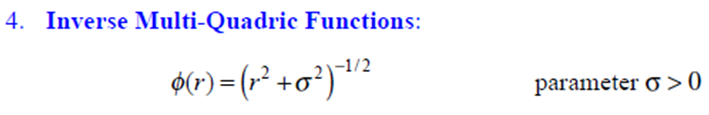 4. Inverse Multi-Quadric Functions:
ϕ(r) = (r² + σ²)^{-1/2} parameter σ > 0